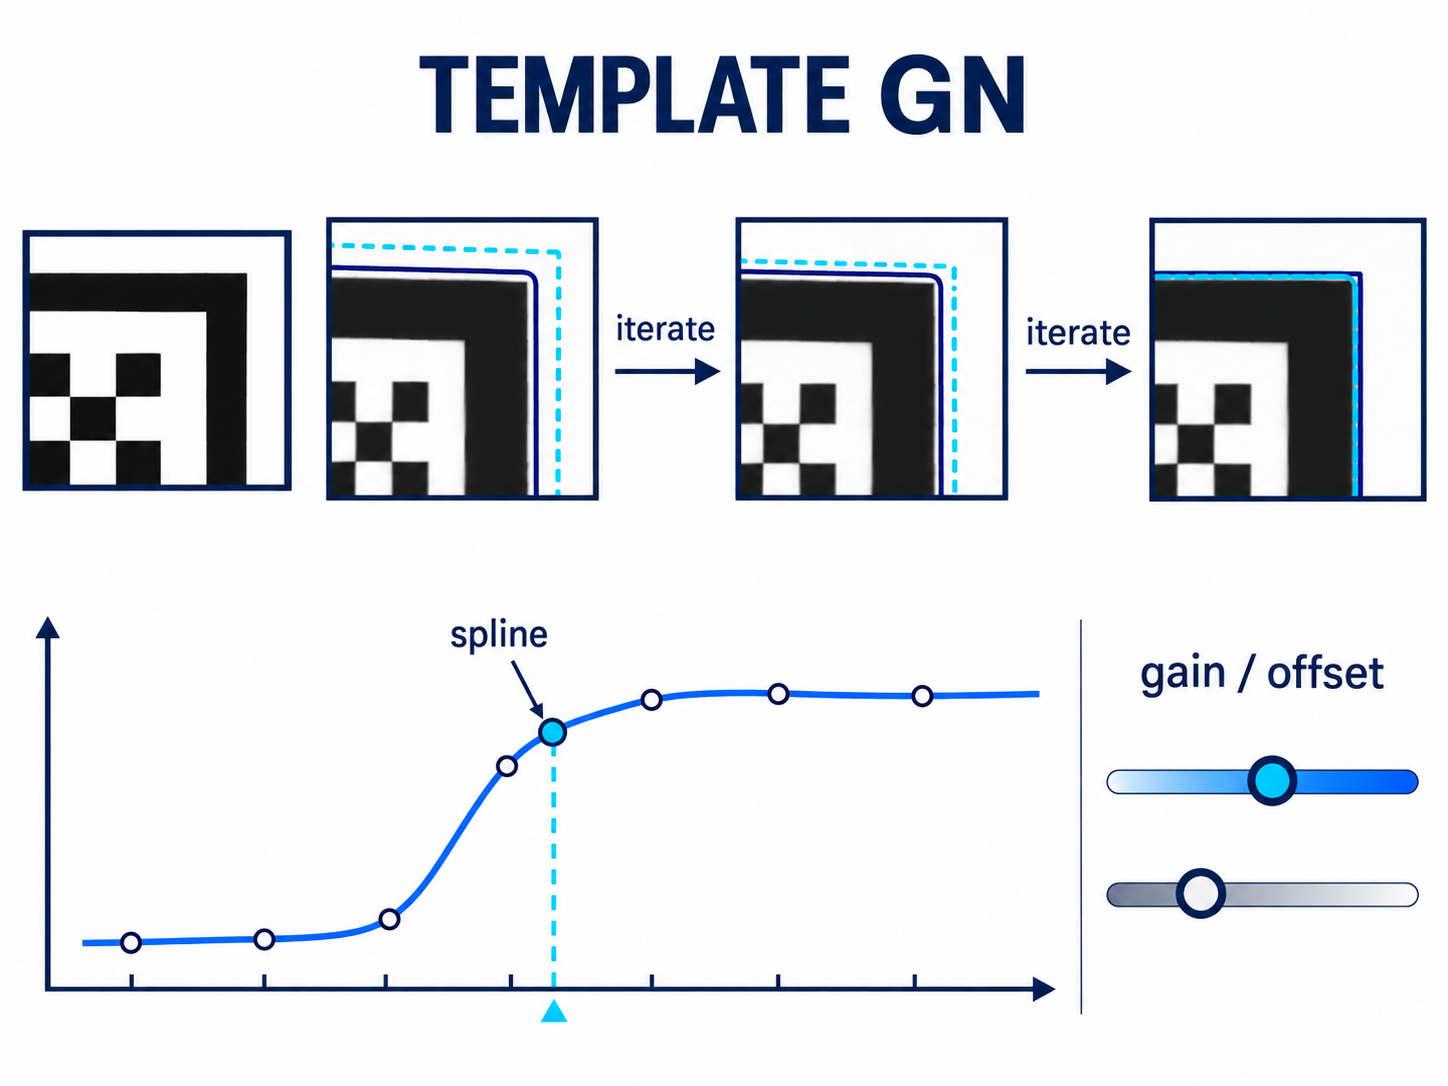 TEMPLATE GN
iterate
iterate
spline
gain / offset